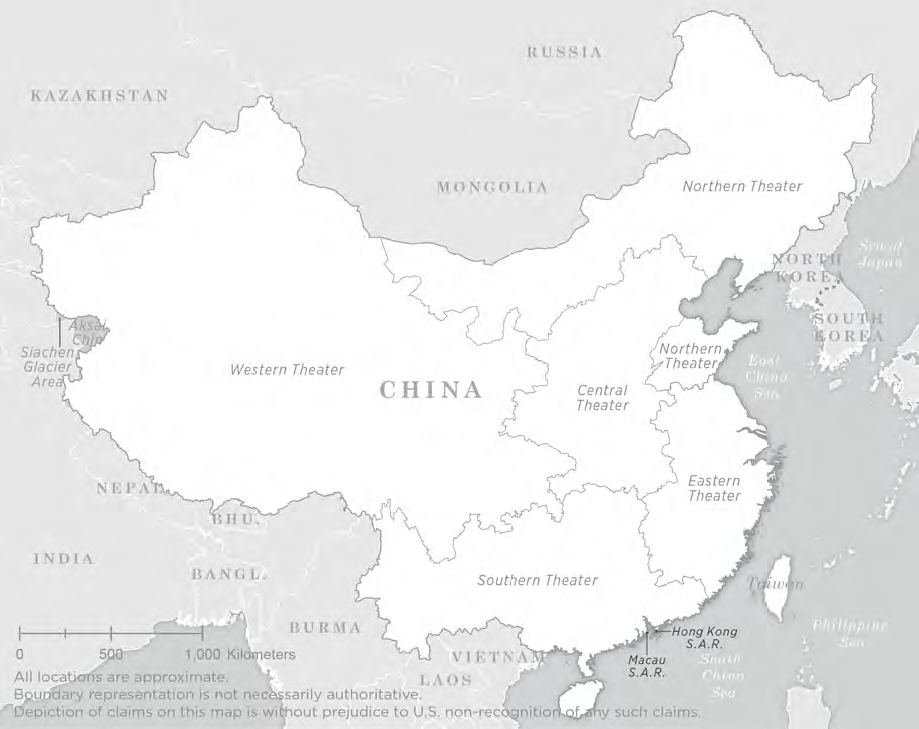 RUSSIA
KAZAKHSTAN
MONGOLIA
Northern Theater
Sea of
Japan
NORTH
KOREA
SOUTH
KOREA
Aksai
Chin
Siachen
Glacier
Area
Northern
Theater
East
China
Sea
Western Theater
CHINA
Central
Theater
Eastern
Theater
NEPAL
BHU.
INDIA
BANGL.
Southern Theater
Taiwan
BURMA
Hong Kong
S.A.R.
Philippine
Sea
VIETNAM
Macau
S.A.R.
South
China
Sea
LAOS
0 500 1,000 Kilometers
All locations are approximate.
Boundary representation is not necessarily authoritative.
Depiction of claims on this map is without prejudice to U.S. non-recognition of any such claims.